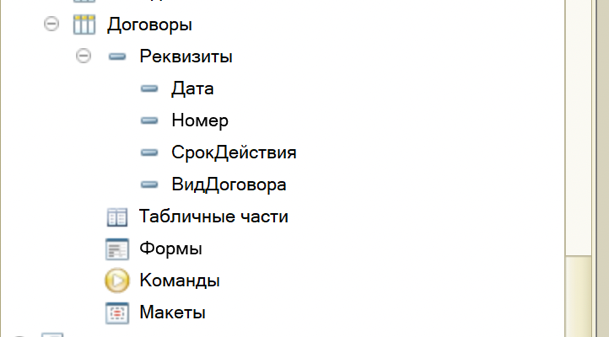 Договоры
Реквизиты
Дата
Номер
СрокДействия
ВидДоговора
Табличные части
Формы
Команды
Макеты